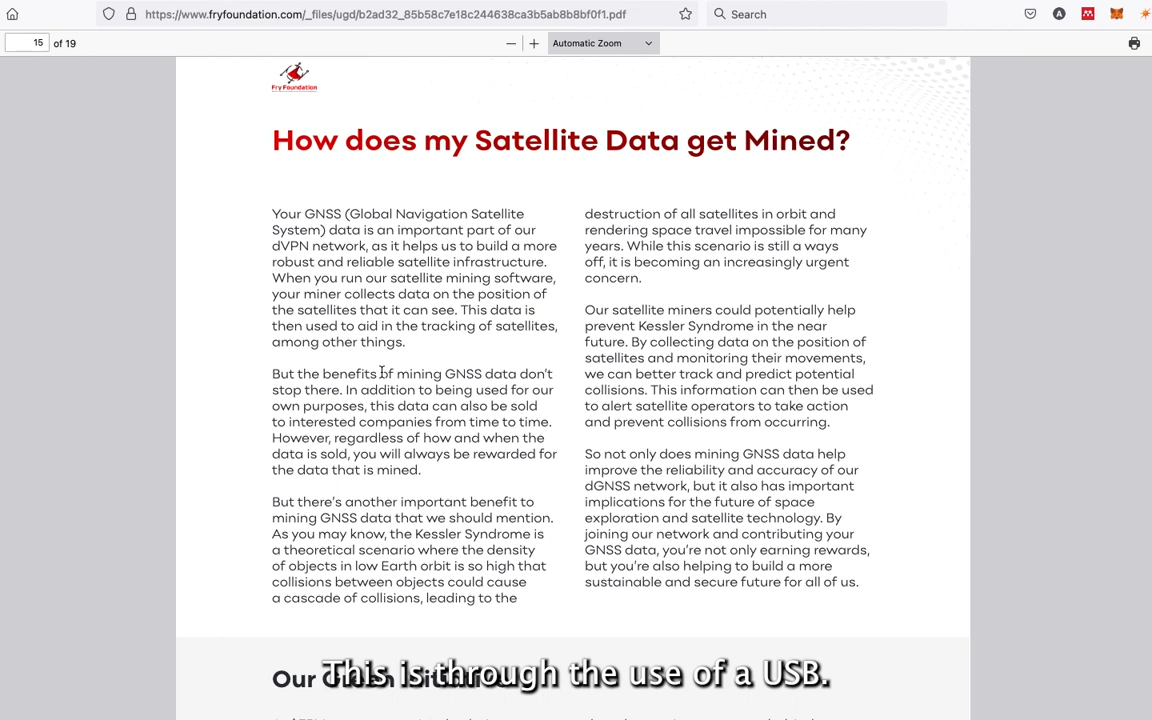 https://www.fryfoundation.com/_files/ugd/b2ad32_85b58c7e18c244638ca3b5ab8b8bf0f1.pdf
Search
15 of 19
Automatic Zoom
Fry Foundation
How does my Satellite Data get Mined?
Your GNSS (Global Navigation Satellite
System) data is an important part of our
dVPN network, as it helps us to build a more
robust and reliable satellite infrastructure.
When you run our satellite mining software,
your miner collects data on the position of
the satellites that it can see. This data is
then used to aid in the tracking of satellites,
among other things.
But the benefits of mining GNSS data don't
stop there. In addition to being used for our
own purposes, this data can also be sold
to interested companies from time to time.
However, regardless of how and when the
data is sold, you will always be rewarded for
the data that is mined.
But there's another important benefit to
mining GNSS data that we should mention.
As you may know, the Kessler Syndrome is
a theoretical scenario where the density
of objects in low Earth orbit is so high that
collisions between objects could cause
a cascade of collisions, leading to the
destruction of all satellites in orbit and
rendering space travel impossible for many
years. While this scenario is still a ways
off, it is becoming an increasingly urgent
concern.
Our satellite miners could potentially help
prevent Kessler Syndrome in the near
future. By collecting data on the position of
satellites and monitoring their movements,
we can better track and predict potential
collisions. This information can then be used
to alert satellite operators to take action
and prevent collisions from occurring.
So not only does mining GNSS data help
improve the reliability and accuracy of our
dGNSS network, but it also has important
implications for the future of space
exploration and satellite technology. By
joining our network and contributing your
GNSS data, you're not only earning rewards,
but you're also helping to build a more
sustainable and secure future for all of us.
Our Green
This is through the use of a USB.